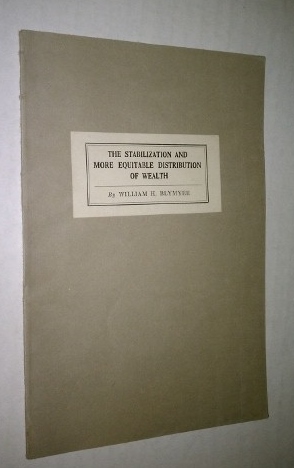 THE STABILIZATION AND
MORE EQUITABLE DISTRIBUTION
OF WEALTH
By WILLIAM H. BLYMYER